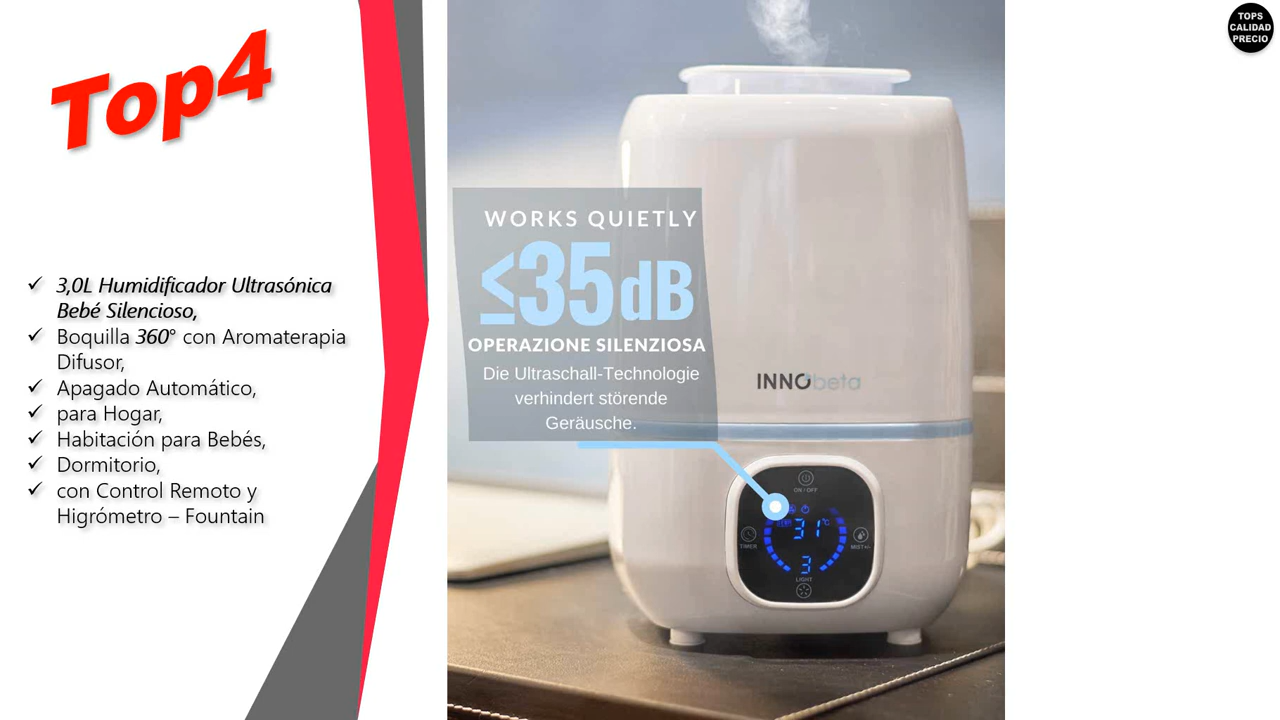 Top4
TOPS
CALIDAD
PRECIO
3,0L Humidificador Ultrasónica
Bebé Silencioso,
Boquilla 360° con Aromaterapia
Difusor,
Apagado Automático,
para Hogar,
Habitación para Bebés,
Dormitorio,
con Control Remoto y
Higrómetro – Fountain
WORKS QUIETLY
≤35dB
OPERAZIONE SILENZIOSA
Die Ultraschall-Technologie
verhindert störende
Geräusche.
INNObeta
ON / OFF
31°C
TIMER
MIST+/-
3
LIGHT